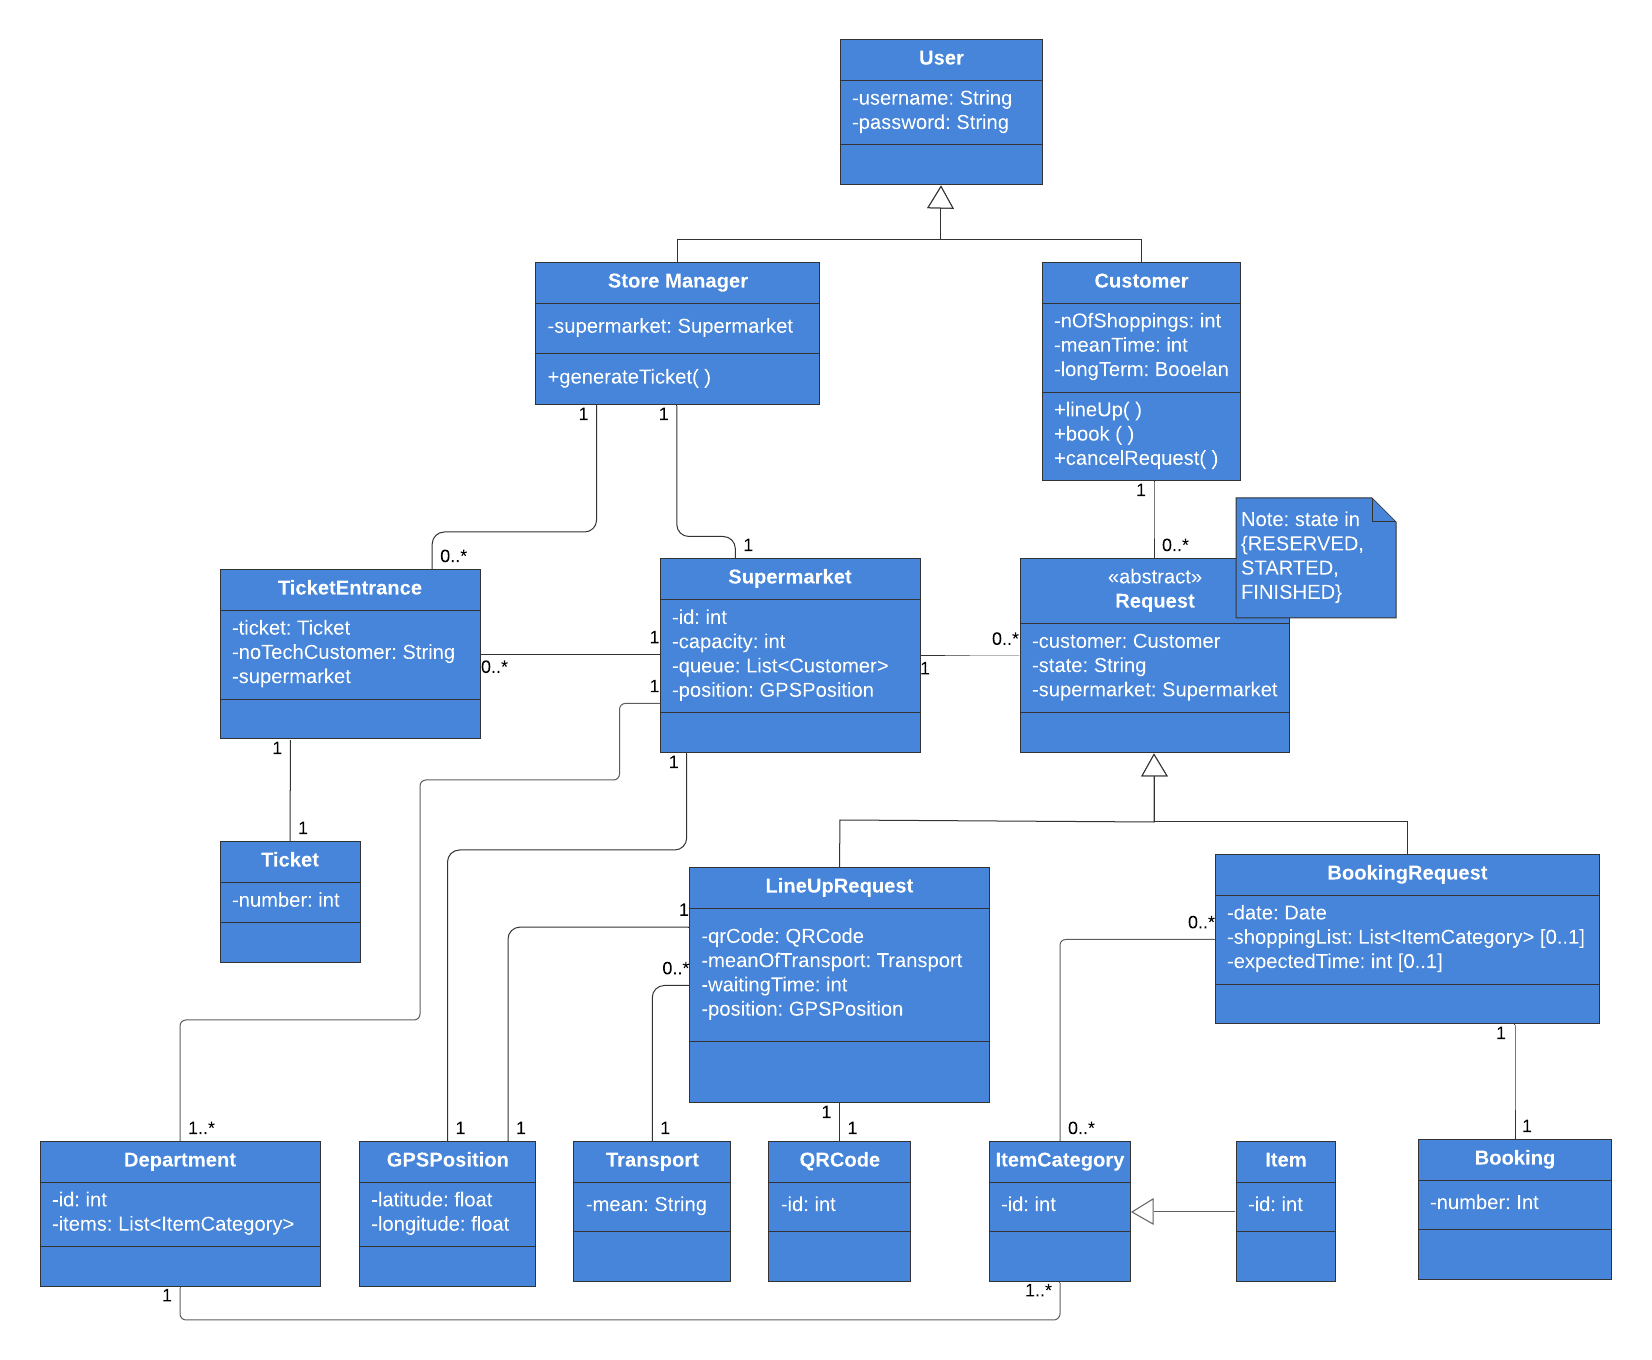 User
-username: String
-password: String
Store Manager
-supermarket: Supermarket
+generateTicket( )
Customer
-nOfShoppings: int
-meanTime: int
-longTerm: Booelan
+lineUp( )
+book ( )
+cancelRequest( )
1
1
1
Note: state in
{RESERVED,
STARTED,
FINISHED}
0..*
1
0..*
TicketEntrance
-ticket: Ticket
-noTechCustomer: String
-supermarket
Supermarket
-id: int
-capacity: int
-queue: List<Customer>
-position: GPSPosition
«abstract»
Request
-customer: Customer
-state: String
-supermarket: Supermarket
1
0..*
0..*
1
1
1
1
1
Ticket
-number: int
LineUpRequest
-qrCode: QRCode
-meanOfTransport: Transport
-waitingTime: int
-position: GPSPosition
BookingRequest
-date: Date
-shoppingList: List<ItemCategory> [0..1]
-expectedTime: int [0..1]
1
0..*
0..*
1
1
1..*
1
1
1
1
0..*
1
Department
-id: int
-items: List<ItemCategory>
GPSPosition
-latitude: float
-longitude: float
Transport
-mean: String
QRCode
-id: int
ItemCategory
-id: int
Item
-id: int
Booking
-number: Int
1
1..*